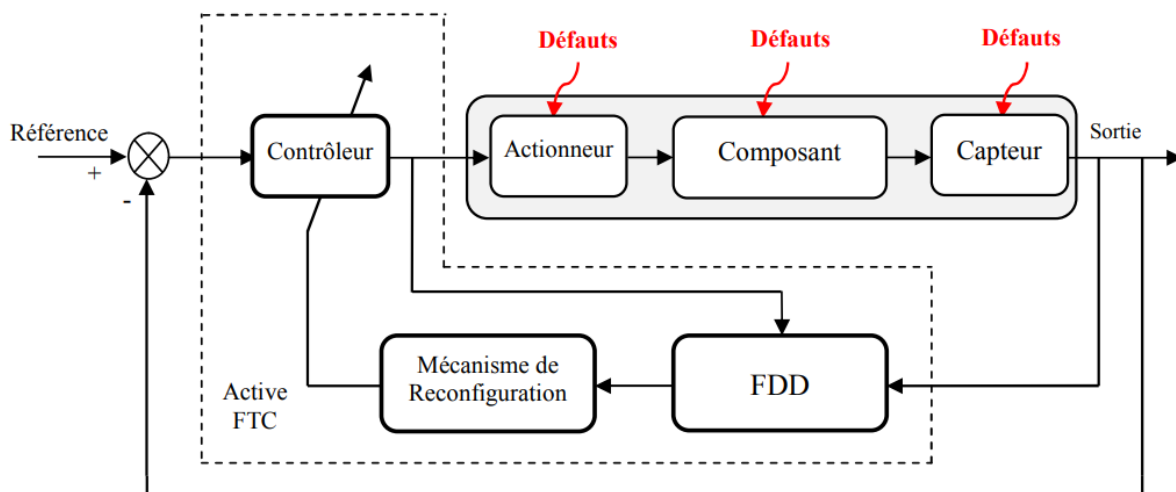 Défauts
Défauts
Défauts
Référence
+
-
Contrôleur
Actionneur
Composant
Capteur
Sortie
Mécanisme de
Reconfiguration
FDD
Active
FTC